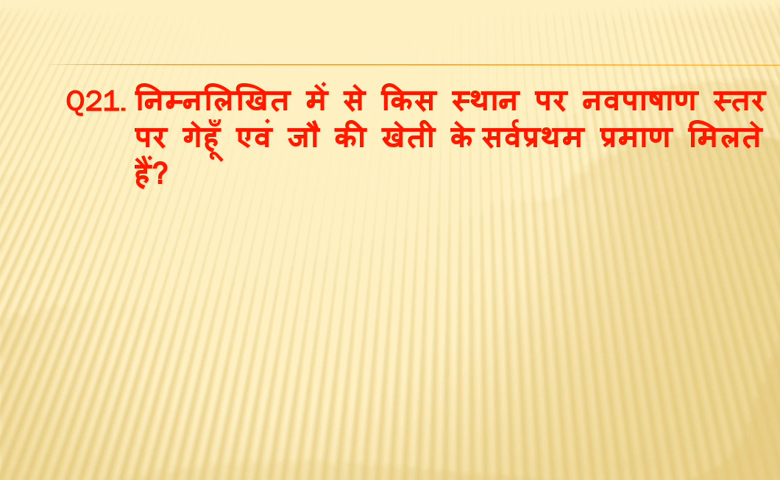 Q21. निम्नलिखित में से किस स्थान पर नवपाषाण स्तर
पर गेहूँ एवं जौ की खेती के सर्वप्रथम प्रमाण मिलते
हैं?